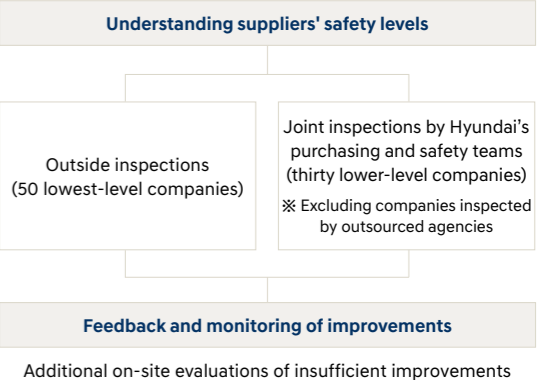 Understanding suppliers' safety levels
Outside inspections
(50 lowest-level companies)
Joint inspections by Hyundai’s
purchasing and safety teams
(thirty lower-level companies)
※ Excluding companies inspected
by outsourced agencies
Feedback and monitoring of improvements
Additional on-site evaluations of insufficient improvements